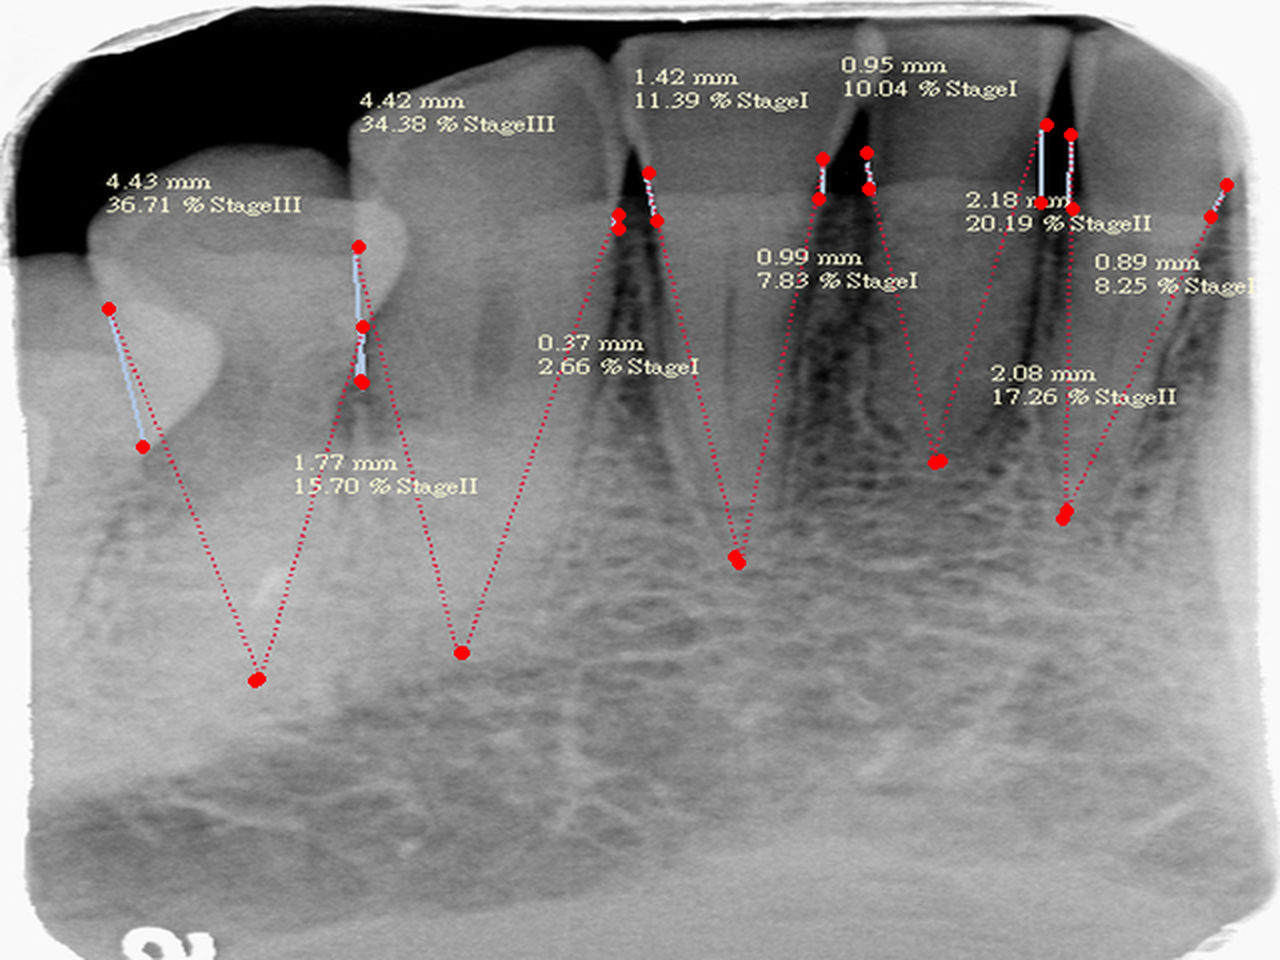 0.95 mm
10.04 % StageI
1.42 mm
11.39 % StageI
4.42 mm
34.38 % StageIII
4.43 mm
36.71 % StageIII
2.18 mm
20.19 % StageII
0.99 mm
7.83 % StageI
0.89 mm
8.25 % StageI
0.37 mm
2.66 % StageI
2.08 mm
17.26 % StageII
1.77 mm
15.70 % StageII
2